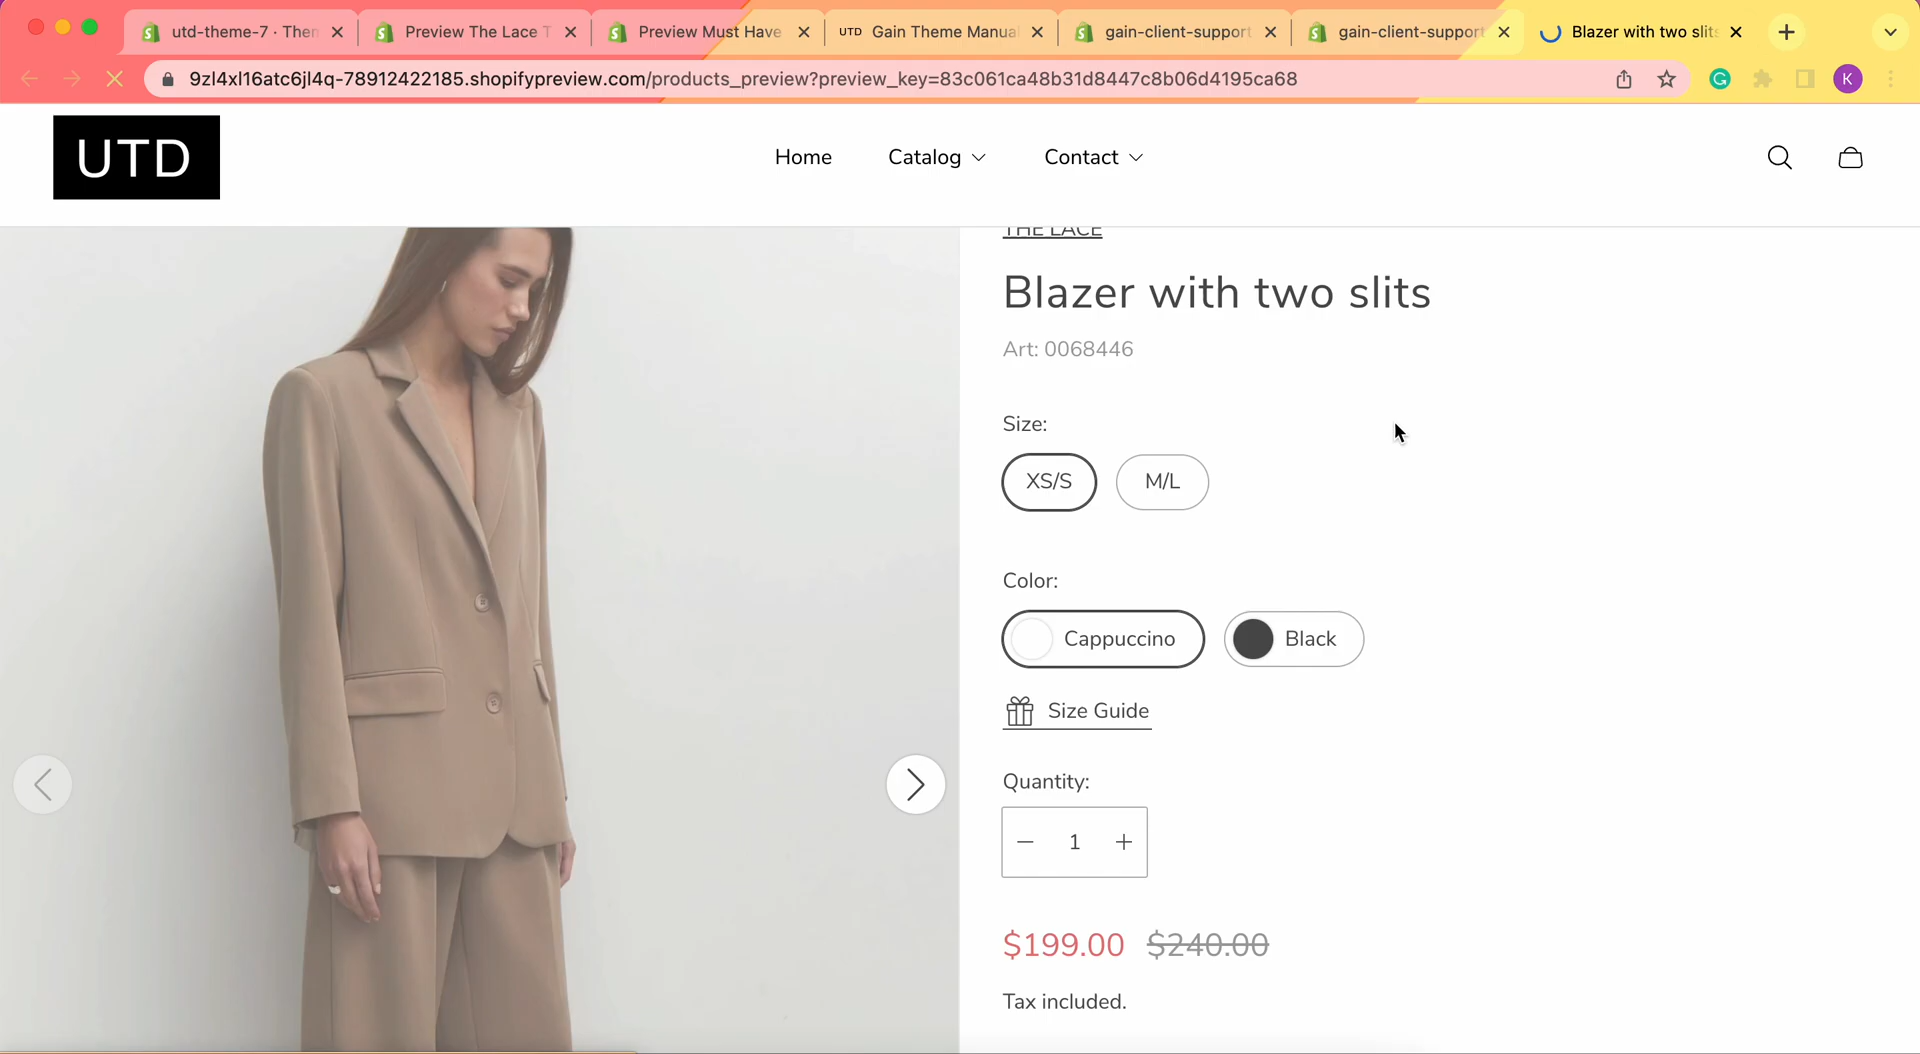 utd-theme-7 · Then
Preview The Lace T
Preview Must Have
UTD Gain Theme Manua
gain-client-support
gain-client-support
Blazer with two slits
9zl4xl16atc6jl4q-78912422185.shopifypreview.com/products_preview?preview_key=83c061ca48b31d8447c8b06d4195ca68
K
UTD
Home
Catalog
Contact
THE LACE
Blazer with two slits
Art: 0068446
Size:
XS/S
M/L
Color:
Cappuccino
Black
Size Guide
Quantity:
− 1 +
$199.00 $240.00
Tax included.